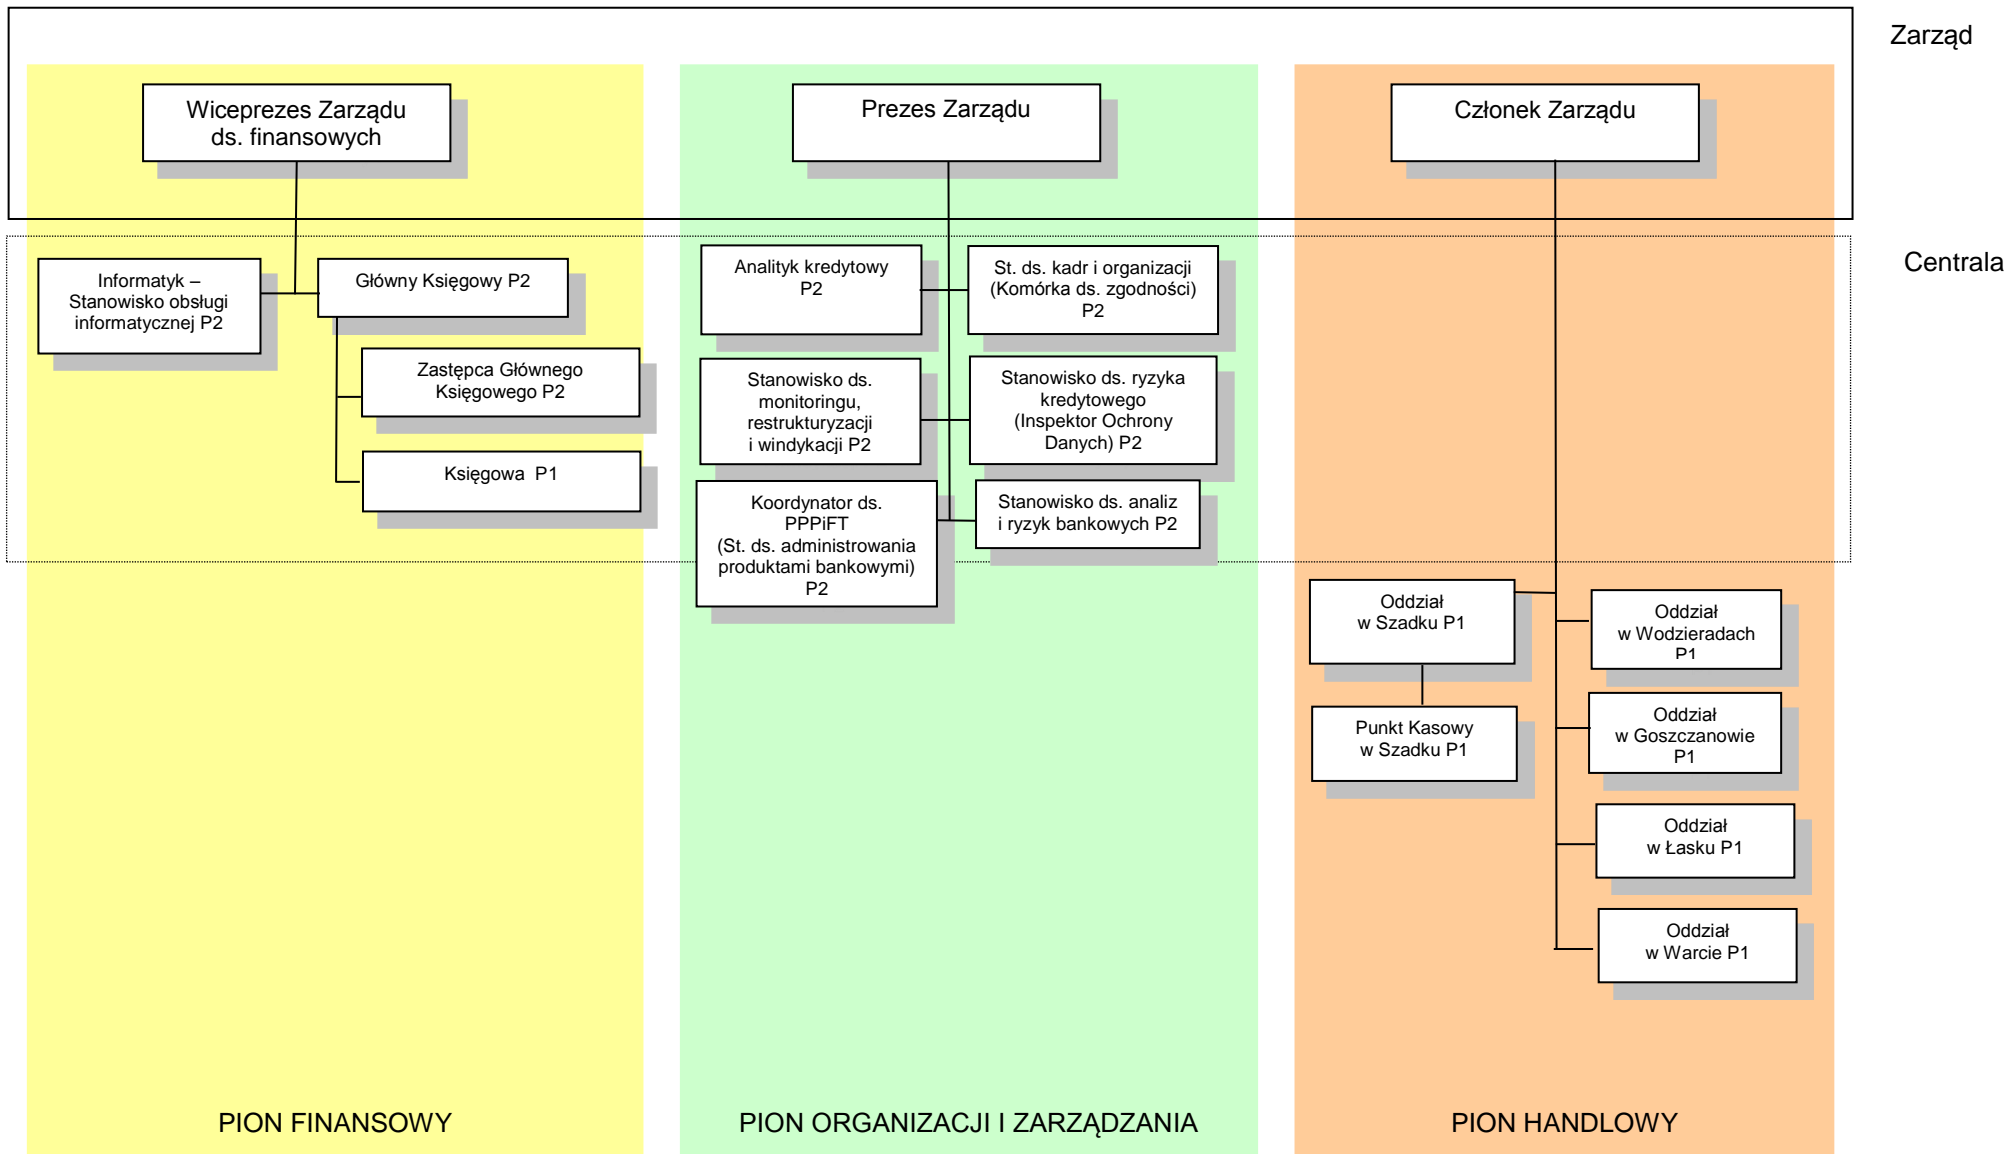 Zarząd
Wiceprezes Zarządu
ds. finansowych
Prezes Zarządu
Członek Zarządu
Centrala
Informatyk –
Stanowisko obsługi
informatycznej P2
Główny Księgowy P2
Zastępca Głównego
Księgowego P2
Księgowa P1
Analityk kredytowy
P2
St. ds. kadr i organizacji
(Komórka ds. zgodności)
P2
Stanowisko ds.
monitoringu,
restrukturyzacji
i windykacji P2
Stanowisko ds. ryzyka
kredytowego
(Inspektor Ochrony
Danych) P2
Koordynator ds.
PPPiFT
(St. ds. administrowania
produktami bankowymi)
P2
Stanowisko ds. analiz
i ryzyk bankowych P2
Oddział
w Szadku P1
Punkt Kasowy
w Szadku P1
Oddział
w Wodzieradach
P1
Oddział
w Goszczanowie
P1
Oddział
w Łasku P1
Oddział
w Warcie P1
PION FINANSOWY
PION ORGANIZACJI I ZARZĄDZANIA
PION HANDLOWY